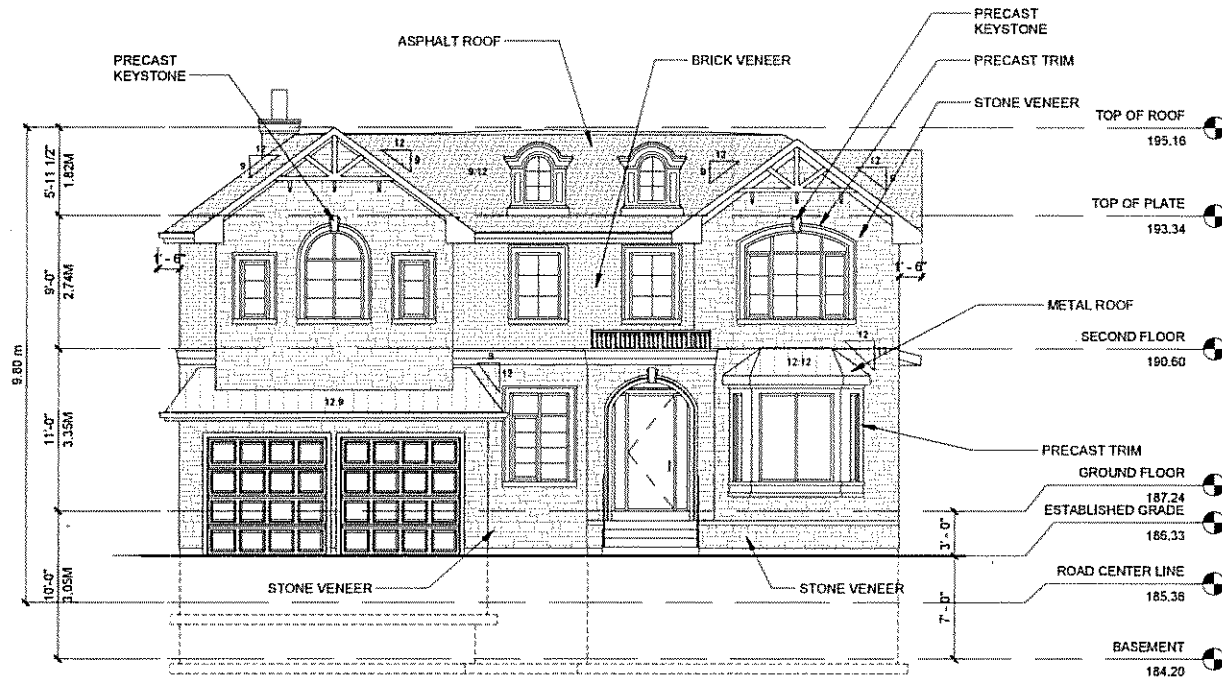 PRECAST
KEYSTONE
ASPHALT ROOF
BRICK VENEER
PRECAST
KEYSTONE
PRECAST TRIM
STONE VENEER
TOP OF ROOF
195.16
5'-11 1/2"
1.82M
12
9
12
9
9:12
12
9
12
9
TOP OF PLATE
193.34
9'-0"
2.74M
1' - 6"
1' - 6"
METAL ROOF
9.80 m
SECOND FLOOR
190.60
12
12:12
9
12
12:9
11'-0"
3.35M
PRECAST TRIM
GROUND FLOOR
187.24
ESTABLISHED GRADE
186.33
3' - 0"
STONE VENEER
STONE VENEER
10'-0"
3.05M
ROAD CENTER LINE
185.36
7' - 0"
BASEMENT
184.20